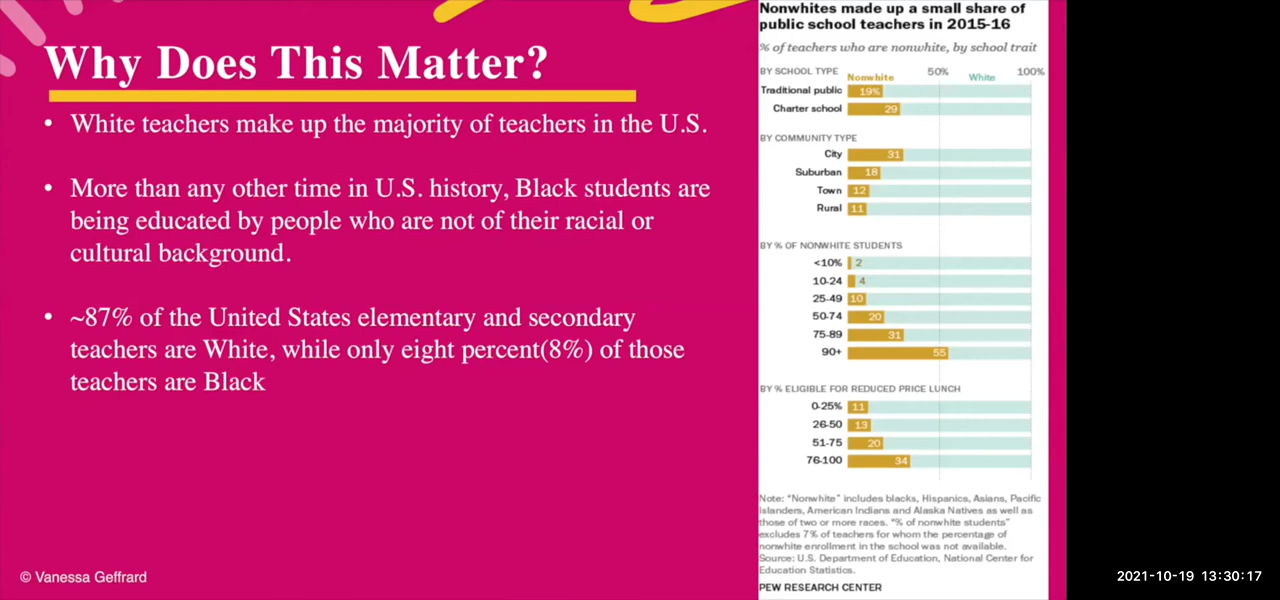 Why Does This Matter?
• White teachers make up the majority of teachers in the U.S.
• More than any other time in U.S. history, Black students are
being educated by people who are not of their racial or
cultural background.
• ~87% of the United States elementary and secondary
teachers are White, while only eight percent(8%) of those
teachers are Black
© Vanessa Geffrard
Nonwhites made up a small share of
public school teachers in 2015-16
% of teachers who are nonwhite, by school trait
BY SCHOOL TYPE Nonwhite 50% White 100%
Traditional public 19%
Charter school 29
BY COMMUNITY TYPE
City 31
Suburban 18
Town 12
Rural 11
BY % OF NONWHITE STUDENTS
<10% 2
10-24 4
25-49 10
50-74 20
75-89 31
90+ 55
BY % ELIGIBLE FOR REDUCED PRICE LUNCH
0-25% 11
26-50 13
51-75 20
76-100 34
Note: “Nonwhite” includes blacks, Hispanics, Asians, Pacific
Islanders, American Indians and Alaska Natives as well as
those of two or more races. “% of nonwhite students”
excludes 7% of teachers for whom the percentage of
nonwhite enrollment in the school was not available.
Source: U.S. Department of Education, National Center for
Education Statistics.
PEW RESEARCH CENTER
2021-10-19 13:30:17